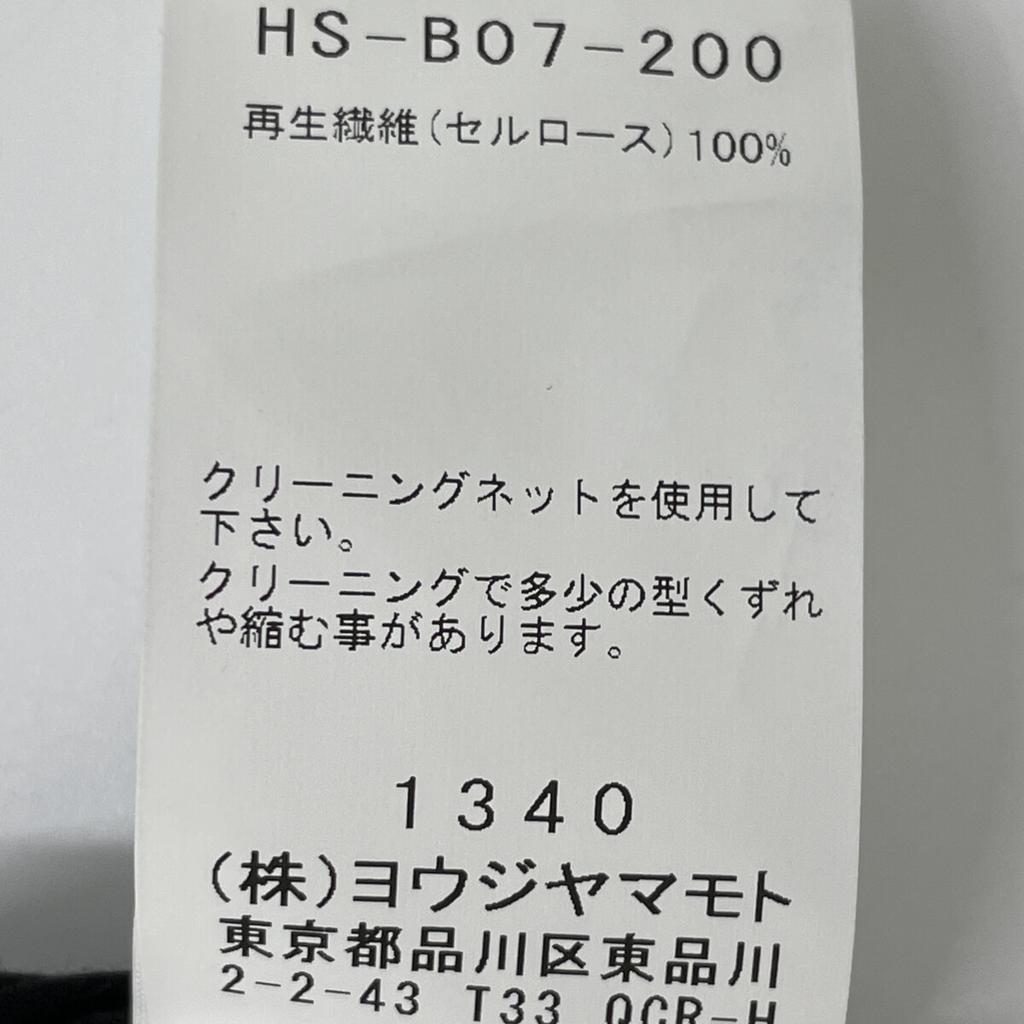 HS-B07-200
再生繊維(セルロース)100%
クリーニングネットを使用して
下さい。
クリーニングで多少の型くずれ
や縮む事があります。
1340
(株)ヨウジヤマモト
東京都品川区東品川
2-2-43 T33 QCR-H